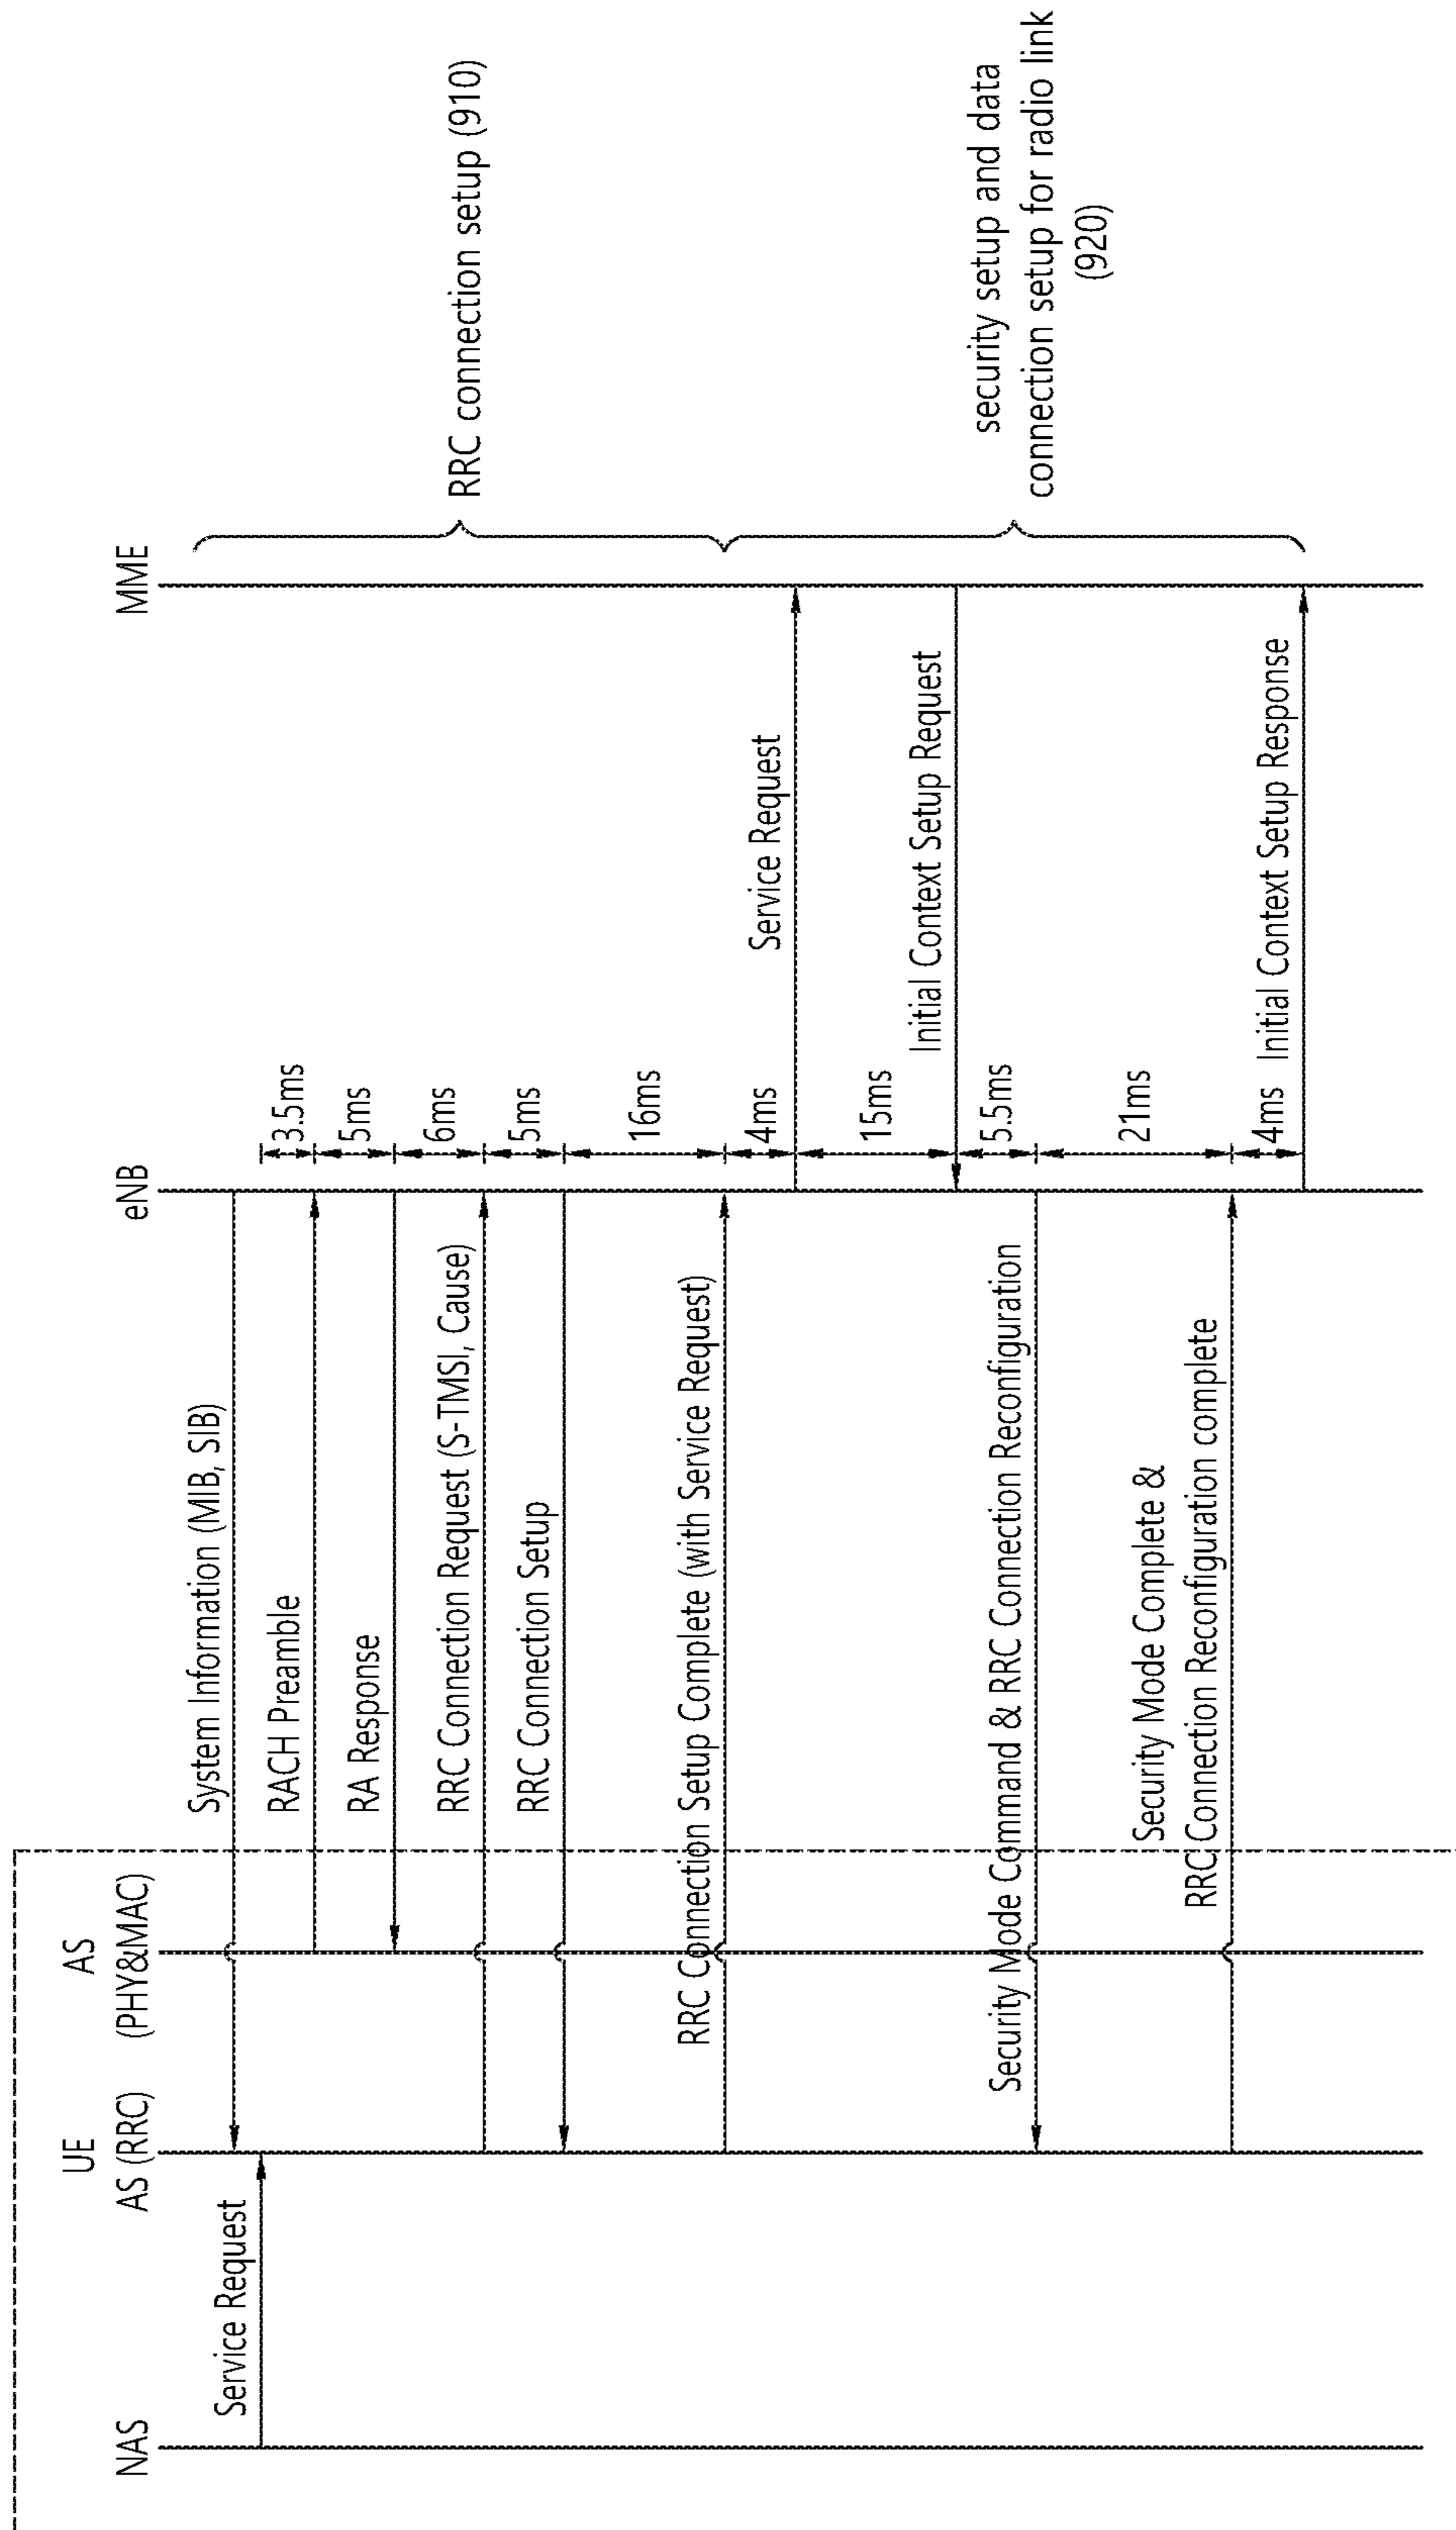 UE
NAS
AS (RRC)
AS
(PHY&MAC)
eNB
MME
System Information (MIB, SIB)
Service Request
3.5ms
RACH Preamble
5ms
RA Response
6ms
RRC Connection Request (S-TMSI, Cause)
5ms
RRC Connection Setup
16ms
RRC Connection Setup Complete (with Service Request)
RRC connection setup (910)
4ms
Service Request
15ms
Initial Context Setup Request
5.5ms
Security Mode Command & RRC Connection Reconfiguration
security setup and data
connection setup for radio link
(920)
21ms
Security Mode Complete &
RRC Connection Reconfiguration complete
4ms
Initial Context Setup Response